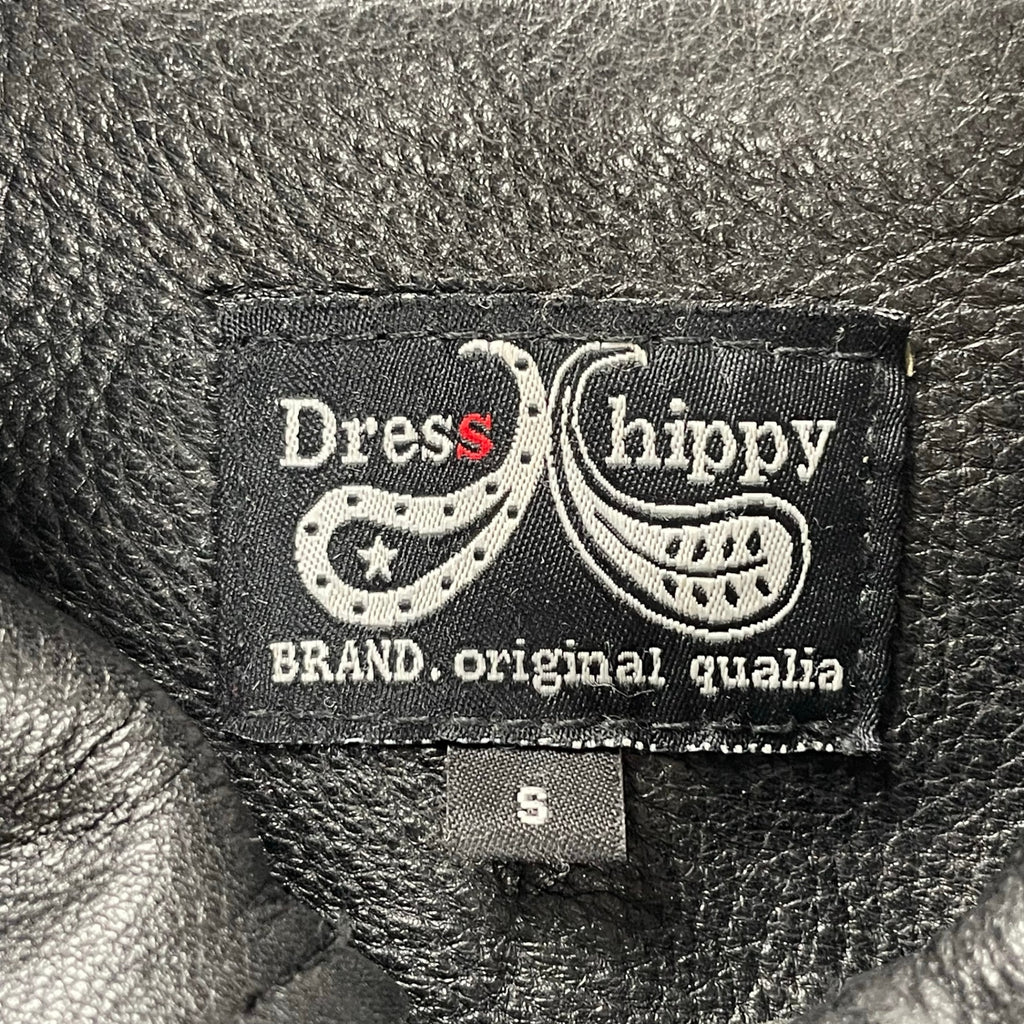 Dress hippy
BRAND. original qualia
S